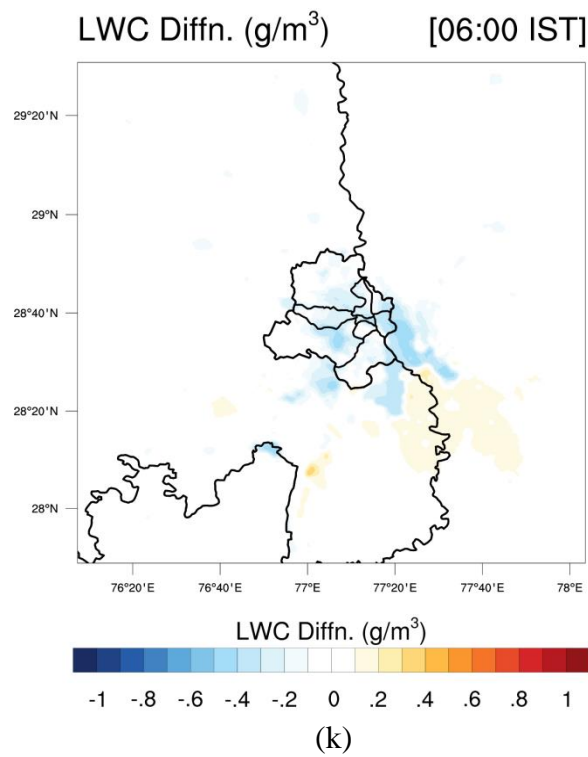 LWC Diffn. (g/m³) [06:00 IST]
29°20'N
29°N
28°40'N
28°20'N
28°N
76°20'E 76°40'E 77°E 77°20'E 77°40'E 78°E
LWC Diffn. (g/m³)
-1 -.8 -.6 -.4 -.2 0 .2 .4 .6 .8 1
(k)